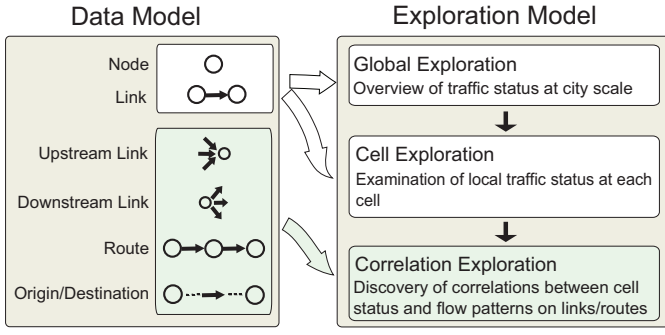 Data Model
Node
Link
Upstream Link
Downstream Link
Route
Origin/Destination
Exploration Model
Global Exploration
Overview of traffic status at city scale
Cell Exploration
Examination of local traffic status at each
cell
Correlation Exploration
Discovery of correlations between cell
status and flow patterns on links/routes